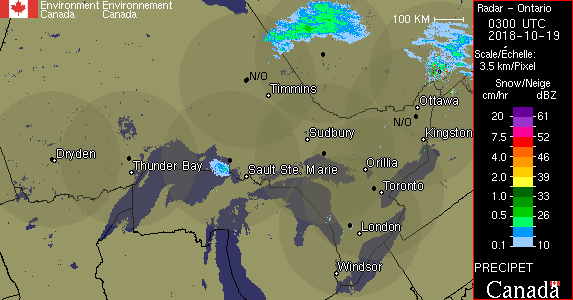 Environment Environnement
Canada Canada
100 KM
N/O
Timmins
Ottawa
N/O
Kingston
Sudbury
Dryden
Thunder Bay
Sault Ste. Marie
Orillia
Toronto
London
Windsor
Radar - Ontario
0300 UTC
2018-10-19
Scale/Échelle:
3.5 km/Pixel
Snow/Neige
cm/hr dBZ
20 61
7.5 52
4.0 46
2.0 39
1.0 33
0.5 26
0.1 10
PRECIPET
Canada